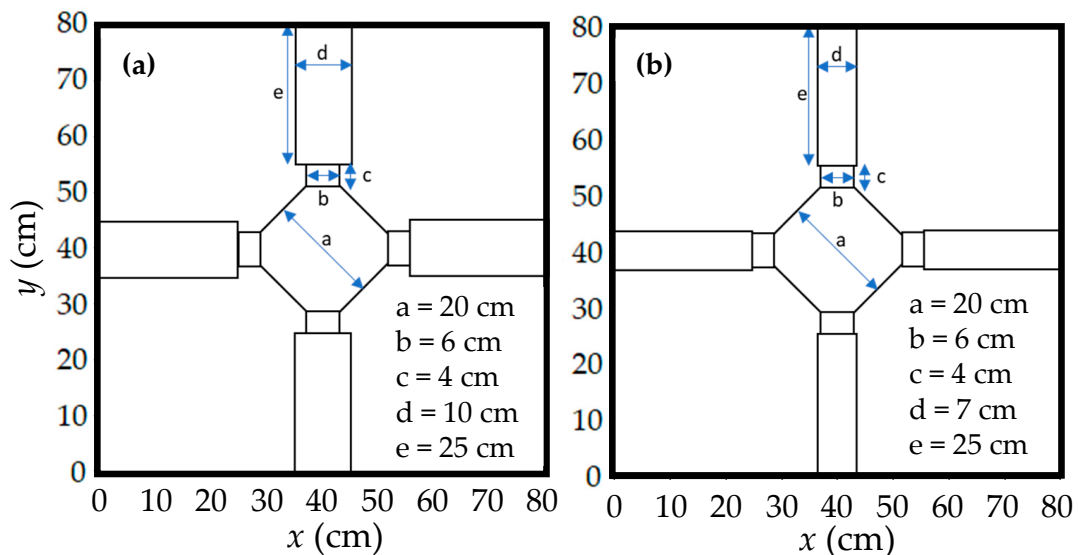 (a)
80
70
60
50
40
30
20
10
0
y (cm)
d
e
c
b
a
a = 20 cm
b = 6 cm
c = 4 cm
d = 10 cm
e = 25 cm
0 10 20 30 40 50 60 70 80
x (cm)
(b)
80
70
60
50
40
30
20
10
0
d
e
c
b
a
a = 20 cm
b = 6 cm
c = 4 cm
d = 7 cm
e = 25 cm
0 10 20 30 40 50 60 70 80
x (cm)